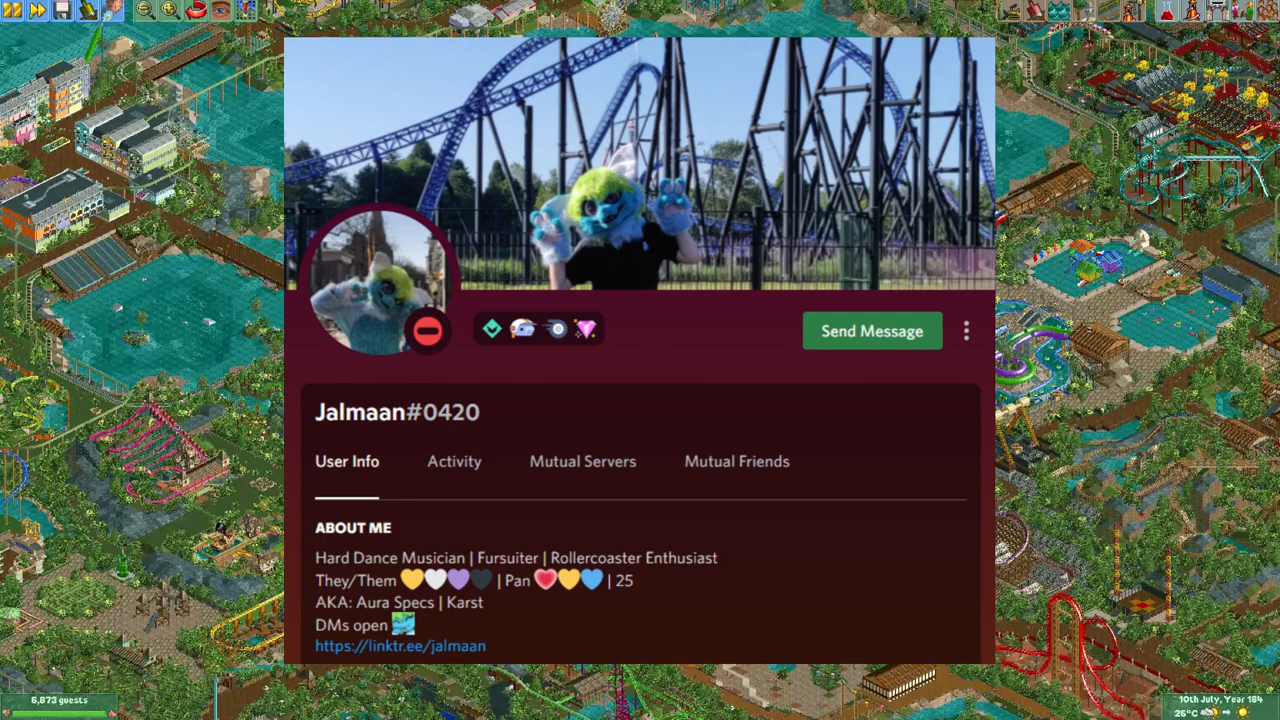 Send Message
Jalmaan#0420
User Info Activity Mutual Servers Mutual Friends
ABOUT ME
Hard Dance Musician | Fursuiter | Rollercoaster Enthusiast
They/Them 💛🤍💜🖤 | Pan ❤️💛💙 | 25
AKA: Aura Specs | Karst
DMs open
https://linktr.ee/jalmaan
6,873 guests
10th July, Year 184